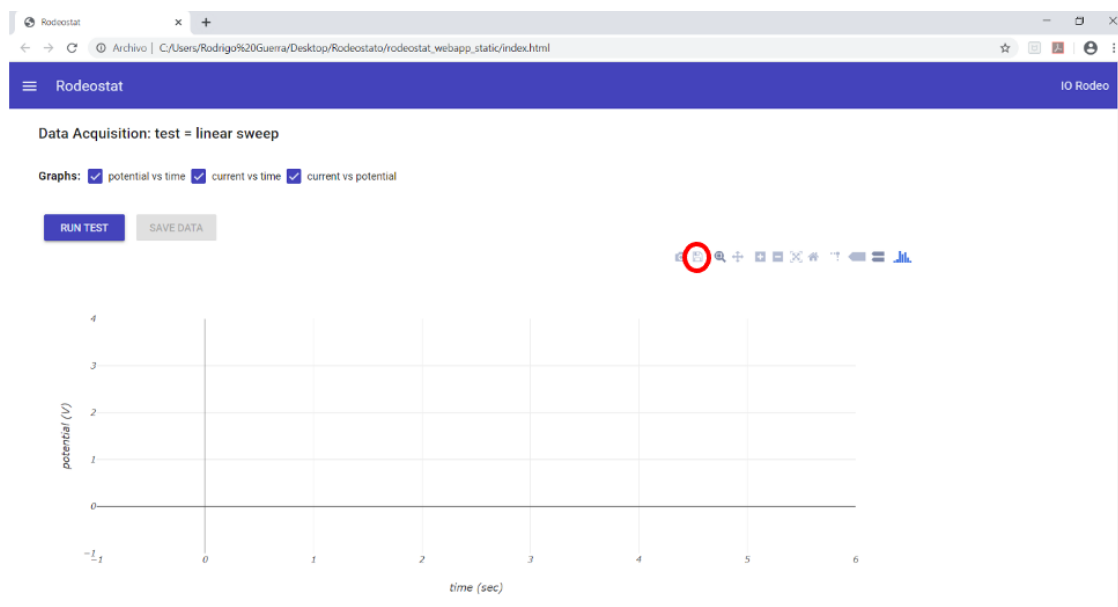 Rodeostat
Archivo | C:/Users/Rodrigo%20Guerra/Desktop/Rodeostato/rodeostat_webapp_static/index.html
Rodeostat
IO Rodeo
Data Acquisition: test = linear sweep
Graphs: potential vs time current vs time current vs potential
RUN TEST SAVE DATA
4
3
2
1
0
−1
potential (V)
−1 0 1 2 3 4 5 6
time (sec)